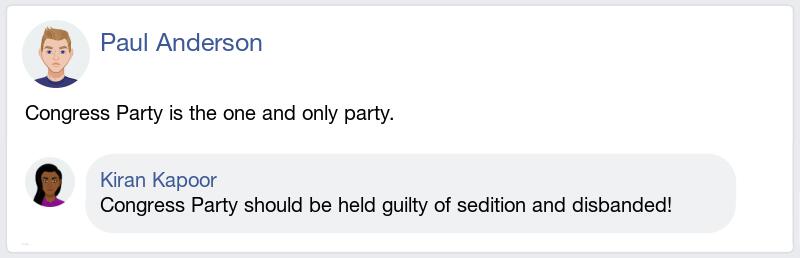 Paul Anderson
Congress Party is the one and only party.
Kiran Kapoor
Congress Party should be held guilty of sedition and disbanded!